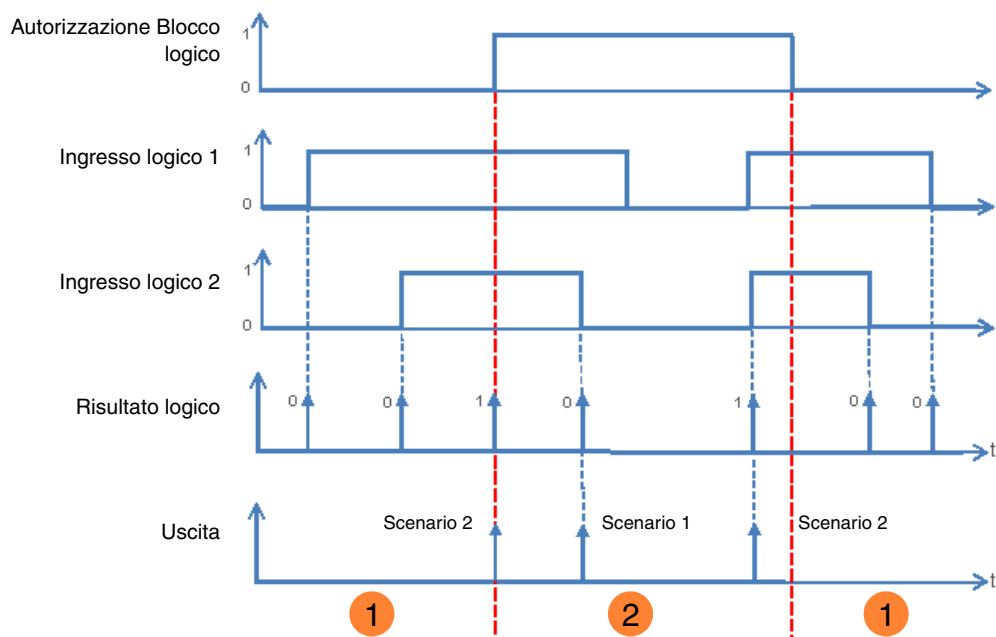 Autorizzazione Blocco
logico
1
0
Ingresso logico 1
1
0
Ingresso logico 2
1
0
Risultato logico
0 0 1 0 1 0 0
t
Uscita
Scenario 2 Scenario 1 Scenario 2
t
1 2 1